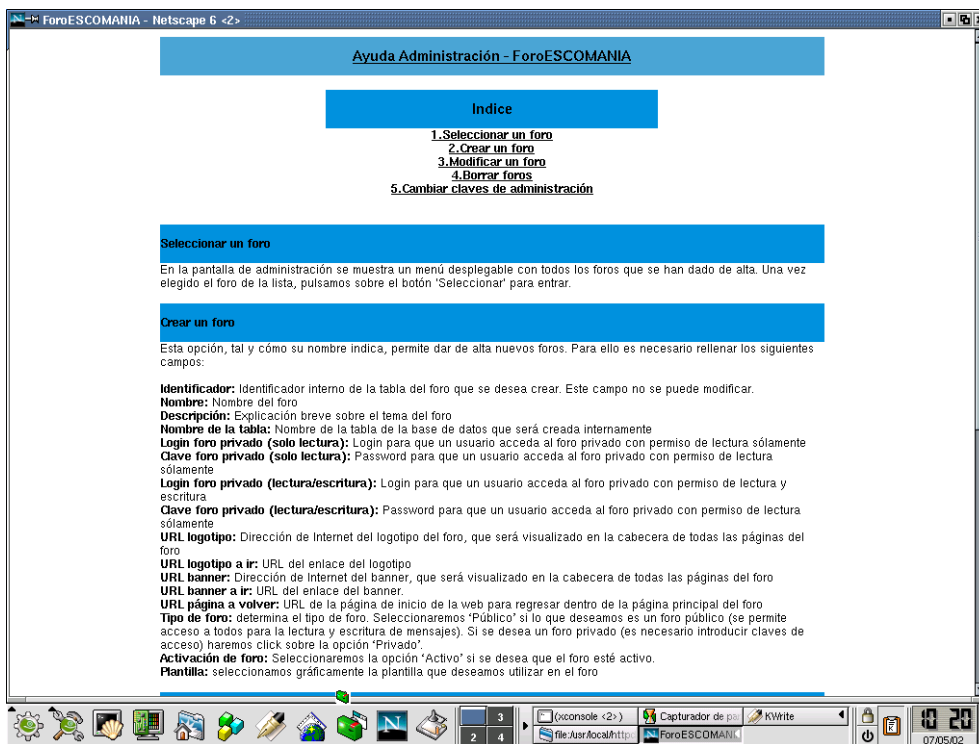 ForoESCOMANIA - Netscape 6 <2>
Ayuda Administración - ForoESCOMANIA
Indice
1.Seleccionar un foro
2.Crear un foro
3.Modificar un foro
4.Borrar foros
5.Cambiar claves de administración
Seleccionar un foro
En la pantalla de administración se muestra un menú desplegable con todos los foros que se han dado de alta. Una vez
elegido el foro de la lista, pulsamos sobre el botón 'Seleccionar' para entrar.
Crear un foro
Esta opción, tal y cómo su nombre indica, permite dar de alta nuevos foros. Para ello es necesario rellenar los siguientes
campos:
Identificador: Identificador interno de la tabla del foro que se desea crear. Este campo no se puede modificar.
Nombre: Nombre del foro
Descripción: Explicación breve sobre el tema del foro
Nombre de la tabla: Nombre de la tabla de la base de datos que será creada internamente
Login foro privado (solo lectura): Login para que un usuario acceda al foro privado con permiso de lectura sólamente
Clave foro privado (solo lectura): Password para que un usuario acceda al foro privado con permiso de lectura
sólamente
Login foro privado (lectura/escritura): Login para que un usuario acceda al foro privado con permiso de lectura y
escritura
Clave foro privado (lectura/escritura): Password para que un usuario acceda al foro privado con permiso de lectura
sólamente
URL logotipo: Dirección de Internet del logotipo del foro, que será visualizado en la cabecera de todas las páginas del
foro
URL logotipo a ir: URL del enlace del logotipo
URL banner: Dirección de Internet del banner, que será visualizado en la cabecera de todas las páginas del foro
URL banner a ir: URL del enlace del banner.
URL página a volver: URL de la página de inicio de la web para regresar dentro de la página principal del foro
Tipo de foro: determina el tipo de foro. Seleccionaremos 'Público' si lo que deseamos es un foro público (se permite
acceso a todos para la lectura y escritura de mensajes). Si se desea un foro privado (es necesario introducir claves de
acceso) haremos click sobre la opción 'Privado'.
Activación de foro: Seleccionaremos la opción 'Activo' si se desea que el foro esté activo.
Plantilla: seleccionamos gráficamente la plantilla que deseamos utilizar en el foro
3
2 4
(xconsole <2>) Capturador de pa KWrite
file:/usr/local/httpd ForoESCOMANI
10 20
07/05/02